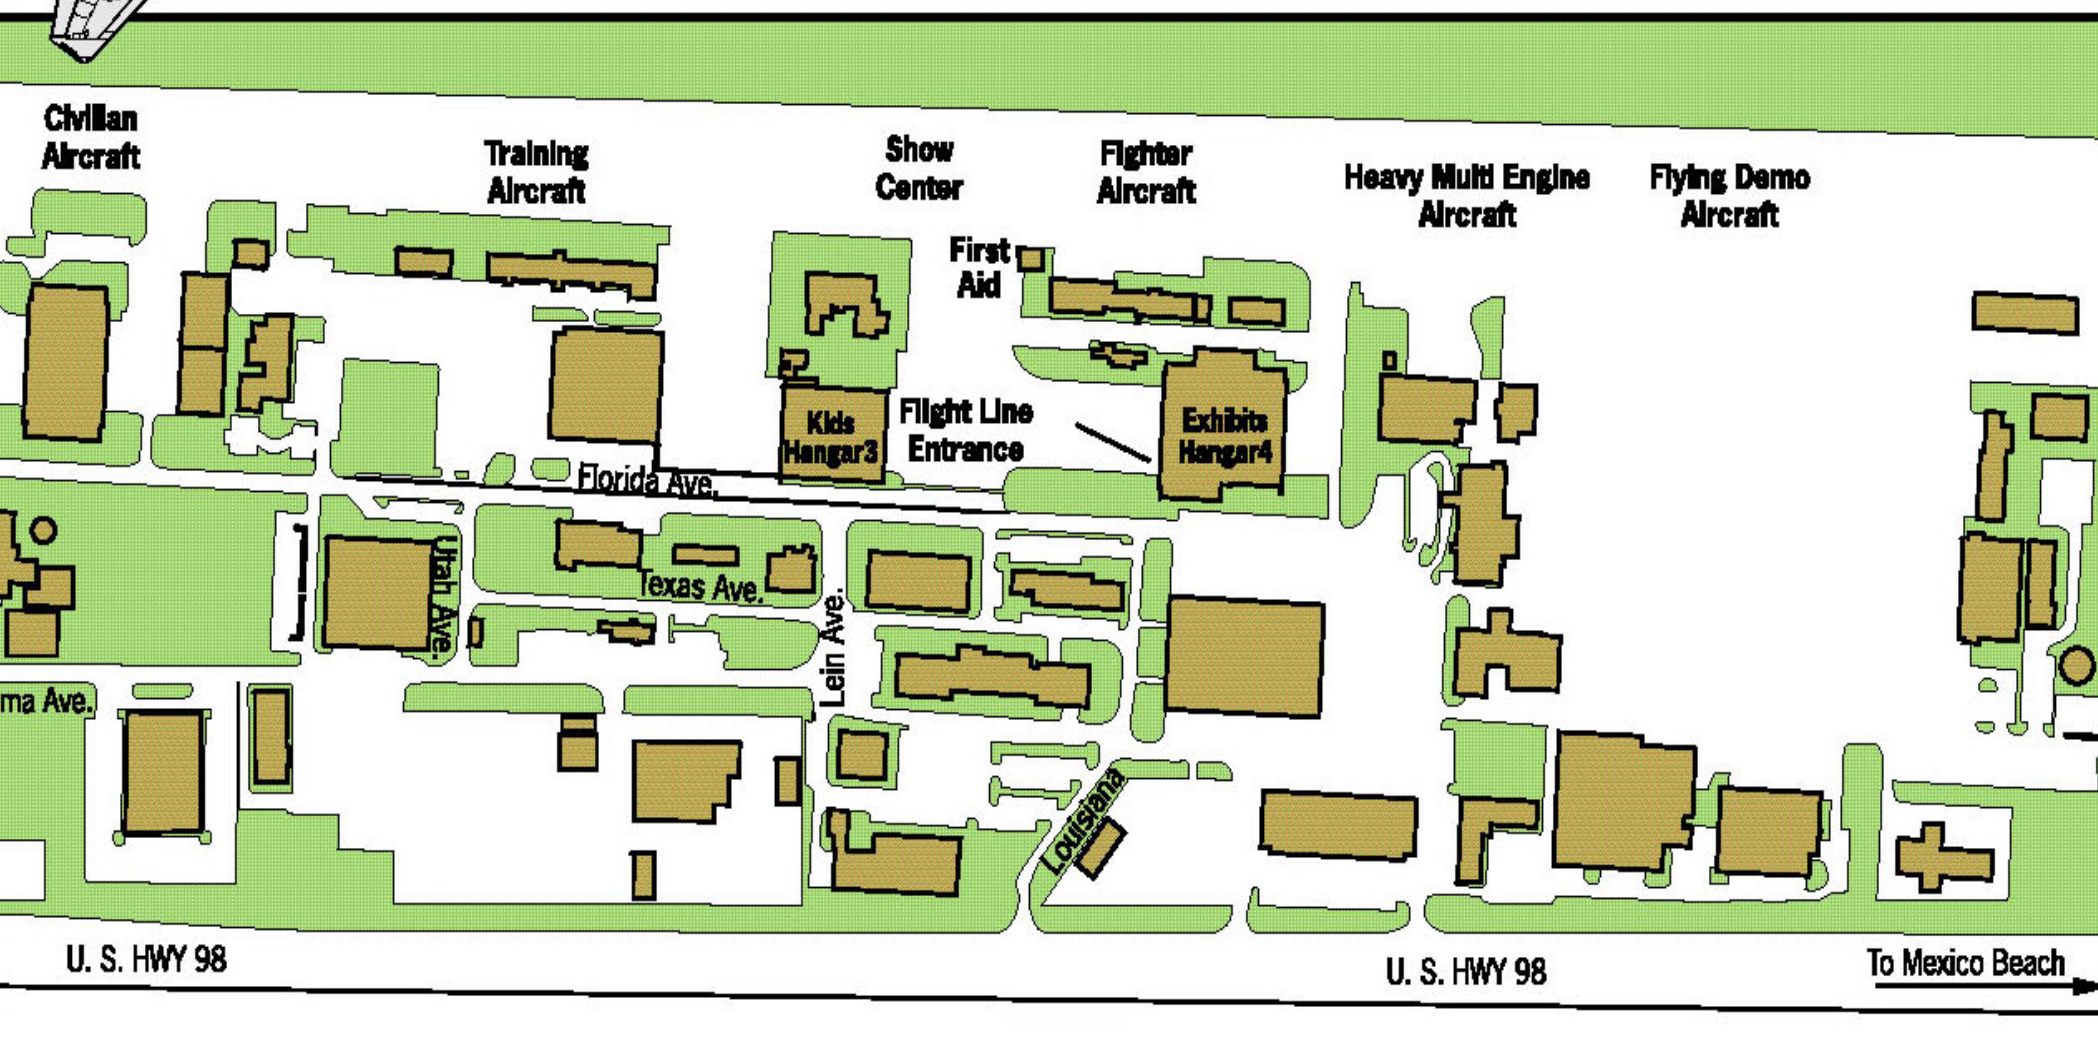 Civilian
Aircraft
Training
Aircraft
Show
Center
Fighter
Aircraft
Heavy Multi Engine
Aircraft
Flying Demo
Aircraft
First
Aid
Kids
Hangar3
Flight Line
Entrance
Exhibits
Hangar4
Florida Ave.
Utah Ave.
Texas Ave.
Lein Ave.
ma Ave.
Louisiana
U. S. HWY 98
U. S. HWY 98
To Mexico Beach